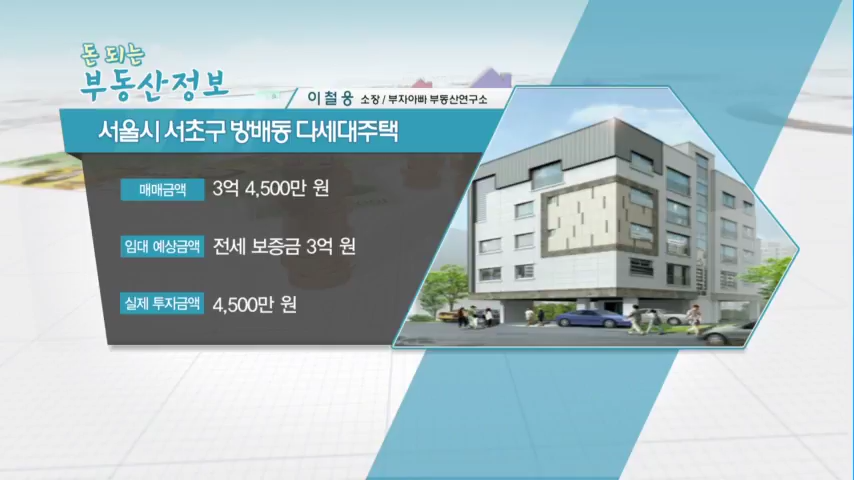 돈 되는
부동산정보
이철웅 소장 / 부자아빠 부동산연구소
서울시 서초구 방배동 다세대주택
매매금액 3억 4,500만 원
임대 예상금액 전세 보증금 3억 원
실제 투자금액 4,500만 원